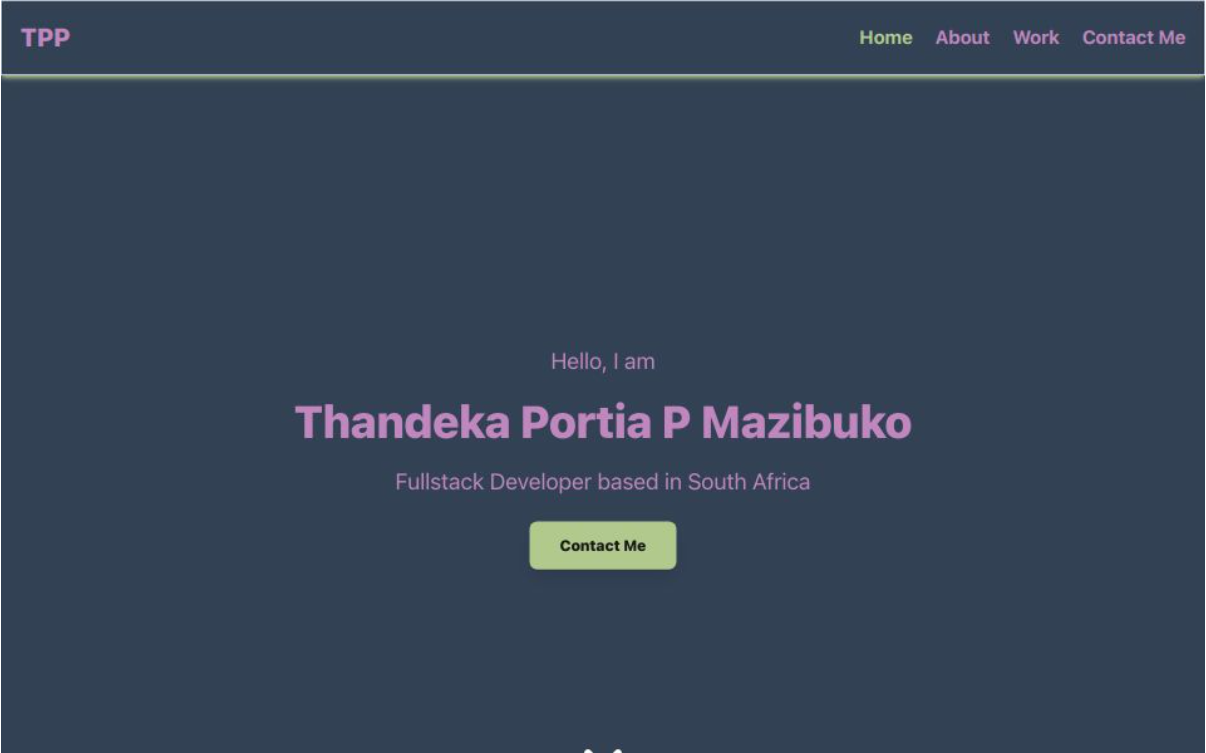 TPP
Home About Work Contact Me
Hello, I am
Thandeka Portia P Mazibuko
Fullstack Developer based in South Africa
Contact Me